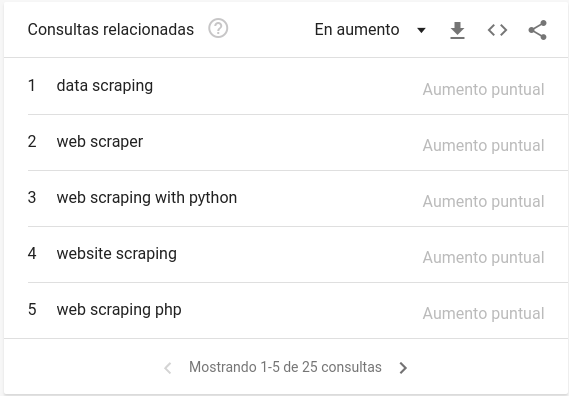 Consultas relacionadas ? En aumento
1 data scraping Aumento puntual
2 web scraper Aumento puntual
3 web scraping with python Aumento puntual
4 website scraping Aumento puntual
5 web scraping php Aumento puntual
Mostrando 1-5 de 25 consultas